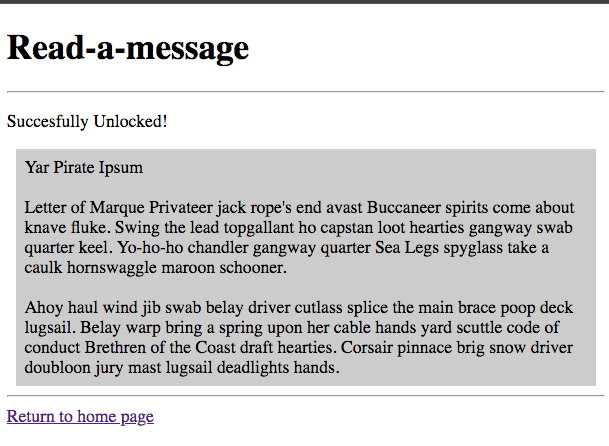 Read-a-message
Succesfully Unlocked!
Yar Pirate Ipsum
Letter of Marque Privateer jack rope's end avast Buccaneer spirits come about
knave fluke. Swing the lead topgallant ho capstan loot hearties gangway swab
quarter keel. Yo-ho-ho chandler gangway quarter Sea Legs spyglass take a
caulk hornswaggle maroon schooner.
Ahoy haul wind jib swab belay driver cutlass splice the main brace poop deck
lugsail. Belay warp bring a spring upon her cable hands yard scuttle code of
conduct Brethren of the Coast draft hearties. Corsair pinnace brig snow driver
doubloon jury mast lugsail deadlights hands.
Return to home page